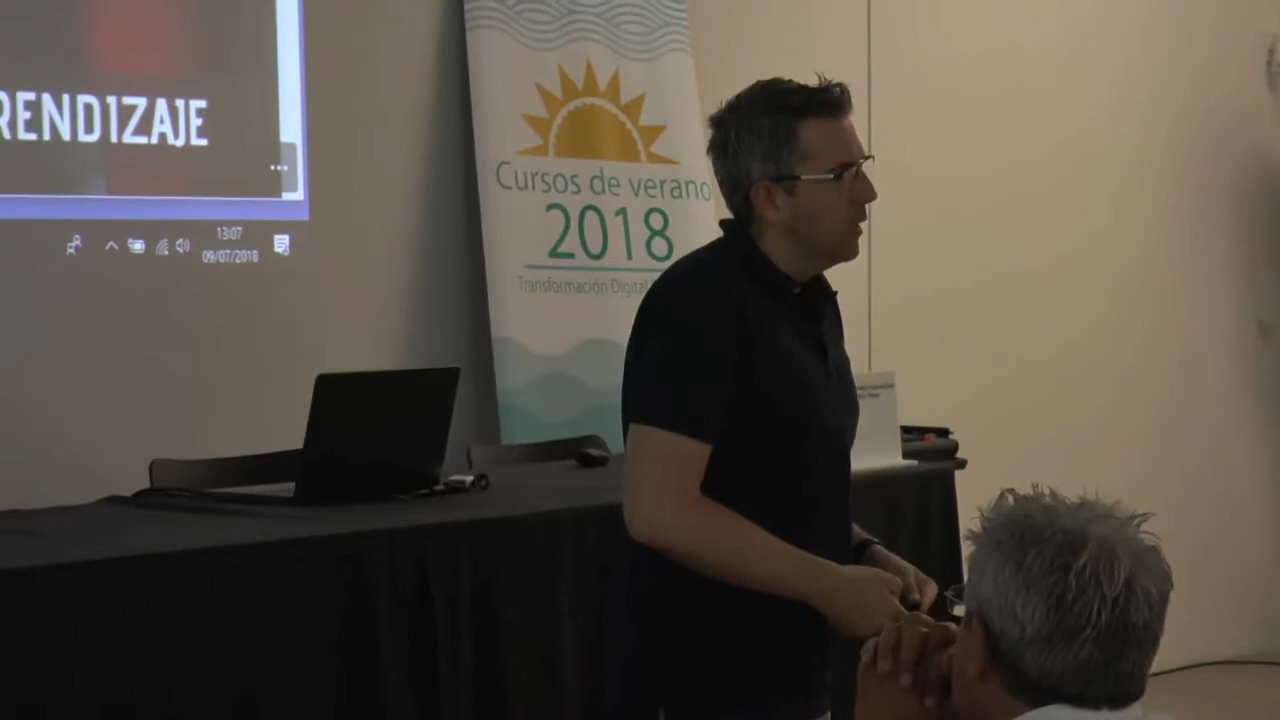 RENDIZAJE
13:07
09/07/2018
Cursos de verano
2018
Transformación Digital